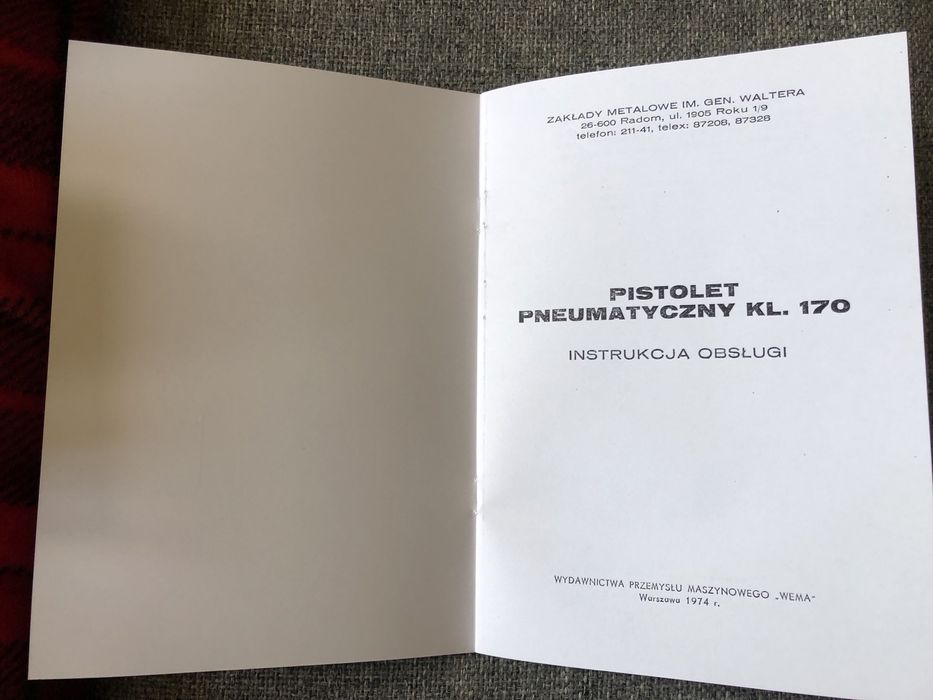 ZAKŁADY METALOWE IM. GEN. WALTERA
26-600 Radom, ul. 1905 Roku 1/9
telefon: 211-41, telex: 87208, 87328
PISTOLET
PNEUMATYCZNY KL. 170
INSTRUKCJA OBSŁUGI
WYDAWNICTWA PRZEMYSŁU MASZYNOWEGO „WEMA"
Warszawa 1974 r.